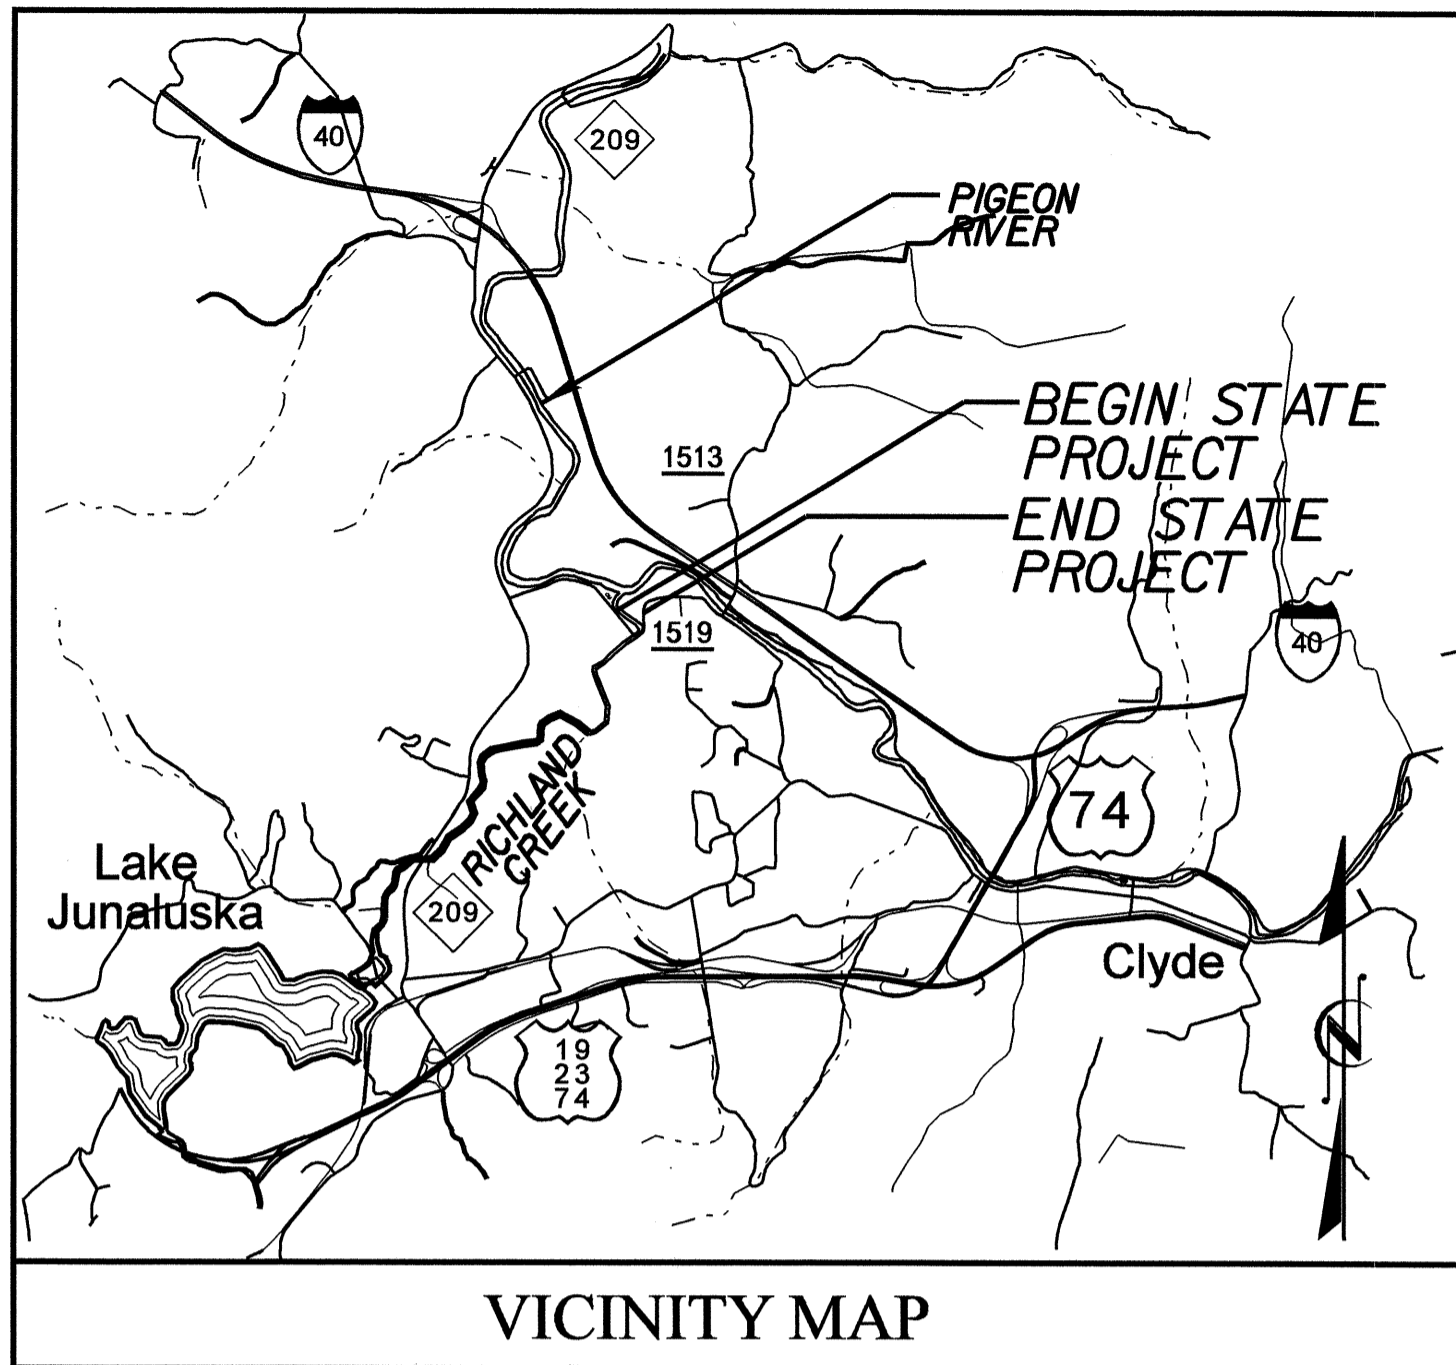 40
209
PIGEON
RIVER
BEGIN STATE
PROJECT
1513
END STATE
PROJECT
1519
40
RICHLAND
CREEK
74
Lake
Junaluska
209
Clyde
19
23
74
N
VICINITY MAP